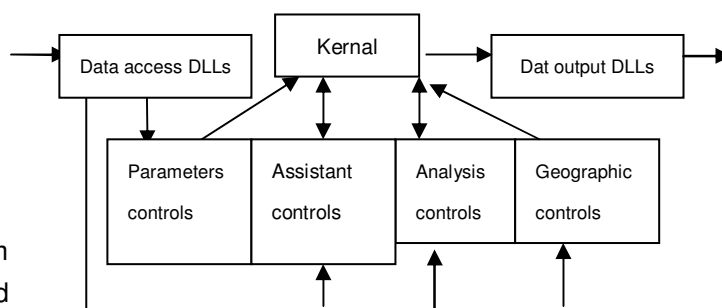 Kernal
Data access DLLs
Dat output DLLs
Parameters
controls
Assistant
controls
Analysis
controls
Geographic
controls
n
d